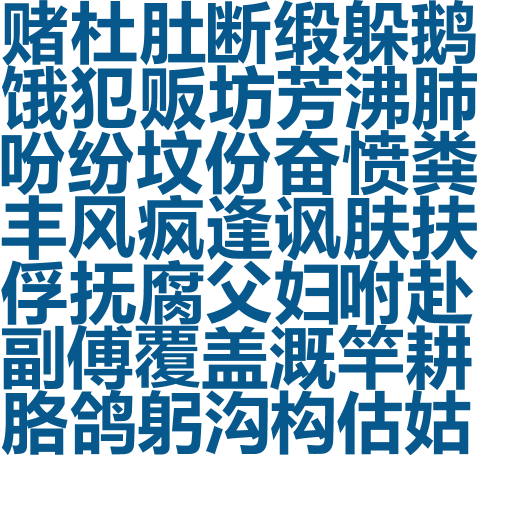 赌杜肚断缎躲鹅
饿犯贩坊芳沸肺
吩纷坟份奋愤粪
丰风疯逢讽肤扶
俘抚腐父妇咐赴
副傅覆盖溉竿耕
胳鸽躬沟构估姑